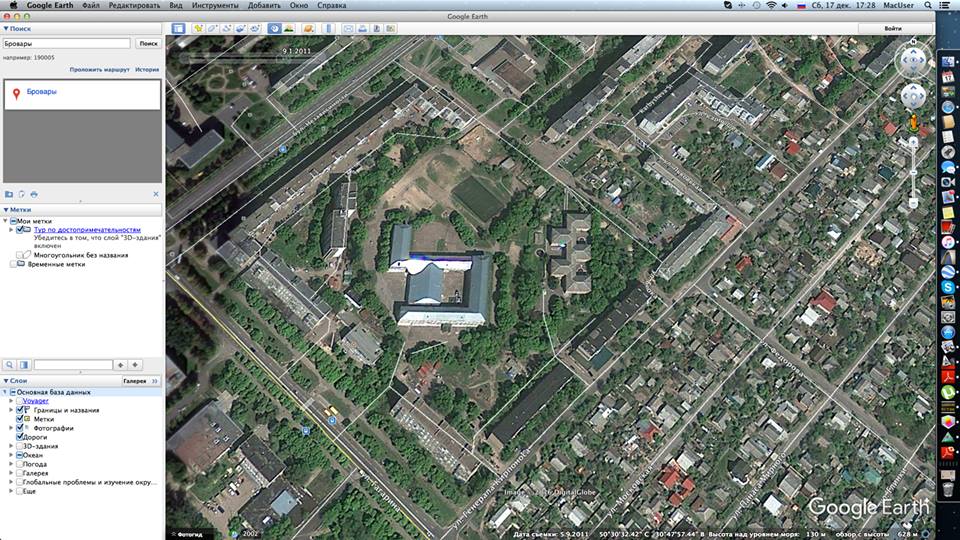 Google Earth Файл Редактировать Вид Инструменты Добавить Окно Справка
Сб, 17 дек. 17:28 MacUser
Google Earth
Поиск
Войти
Бровары
Поиск
например: 190005
Проложить маршрут История
Бровары
9.1.2011
Метки
Мои метки
Тур по достопримечательностям
Убедитесь в том, что слой "3D-здания"
включен
Многоугольник без названия
Временные метки
Слои
Галерея
Основная база данных
Voyager
Границы и названия
Метки
Фотографии
Дороги
3D-здания
Океан
Погода
Галерея
Глобальные проблемы и изучение окру...
Еще
Google Earth
Фотогид
2002
Дата съемки: 5.9.2011 50°30'32.42" С 30°47'57.44" В Высота над уровнем моря: 130 м обзор с высоты 628 м